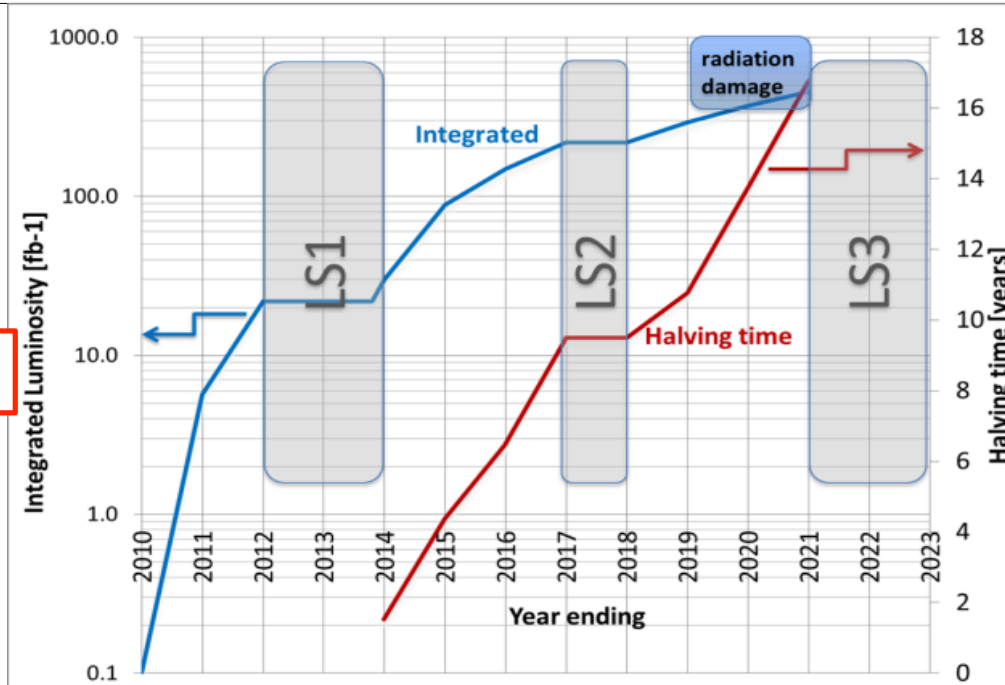 1000.0
100.0
10.0
1.0
0.1
Integrated Luminosity [fb-1]
18
16
14
12
10
8
6
4
2
0
Halving time [years]
radiation
damage
Integrated
LS1
LS2
LS3
Halving time
2010
2011
2012
2013
2014
2015
2016
2017
2018
2019
2020
2021
2022
2023
Year ending